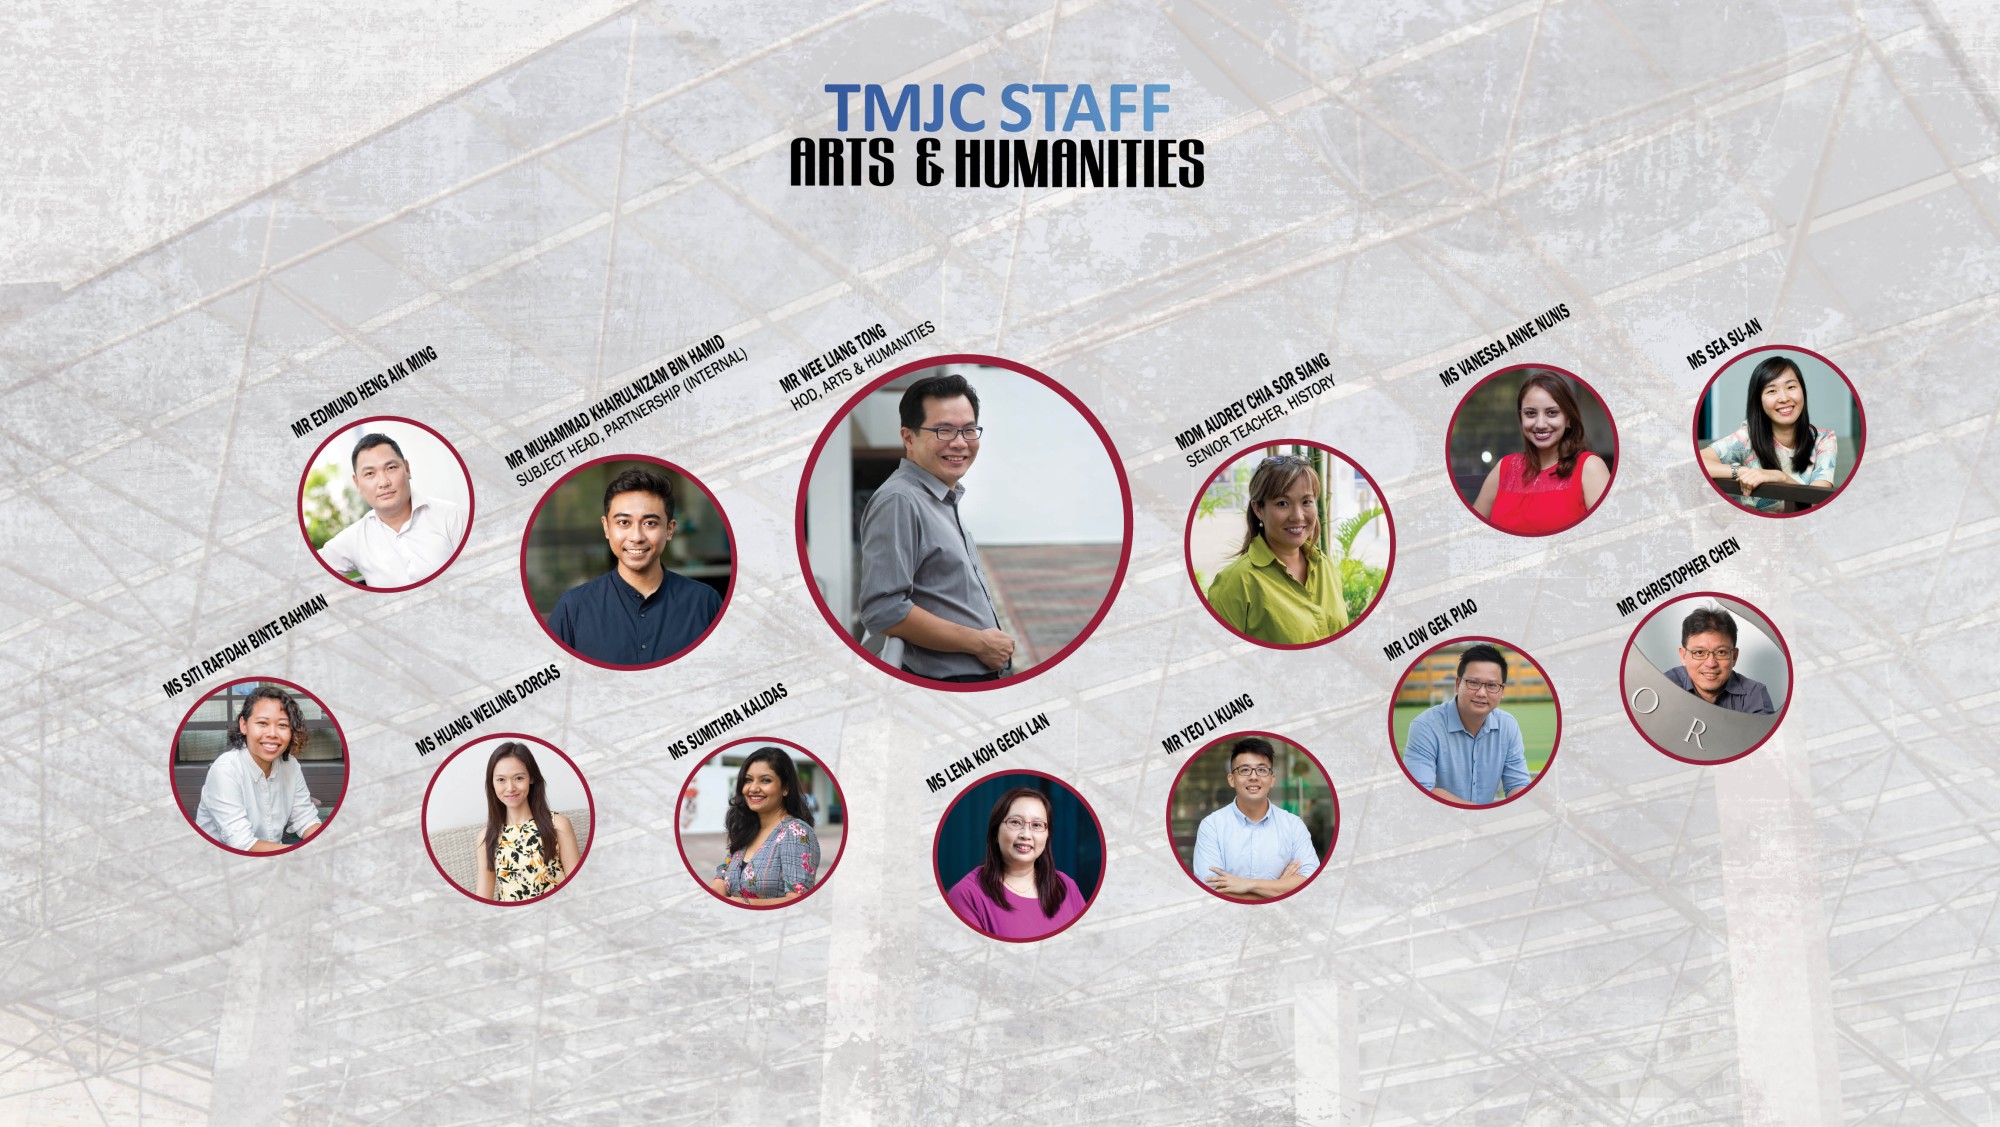 TMJC STAFF
ARTS & HUMANITIES
MR EDMUND HENG AIK MING
MR MUHAMMAD KHAIRULNIZAM BIN HAMID
SUBJECT HEAD, PARTNERSHIP (INTERNAL)
MR WEE LIANG TONG
HOD, ARTS & HUMANITIES
MDM AUDREY CHIA SOR SIANG
SENIOR TEACHER, HISTORY
MS VANESSA ANNE NUNIS
MS SEA SU-AN
MS SITI RAFIDAH BINTE RAHMAN
MS HUANG WEILING DORCAS
MS SUMITHRA KALIDAS
MS LENA KOH GEOK LAN
MR YEO LI KUANG
MR LOW GEK PIAO
MR CHRISTOPHER CHEN
O R